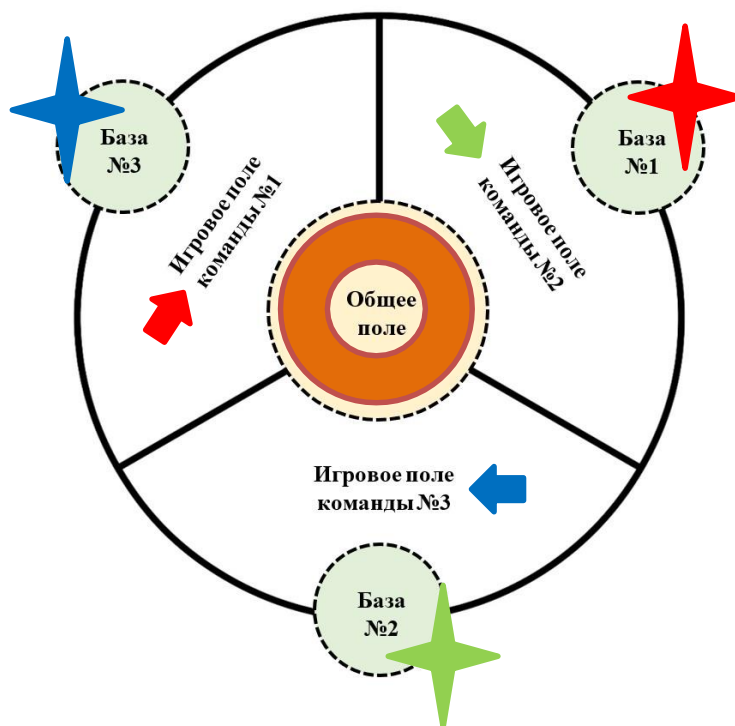 База
№3
База
№1
Игровое поле
команды №1
Игровое поле
команды №2
Общее
поле
Игровое поле
команды №3
База
№2